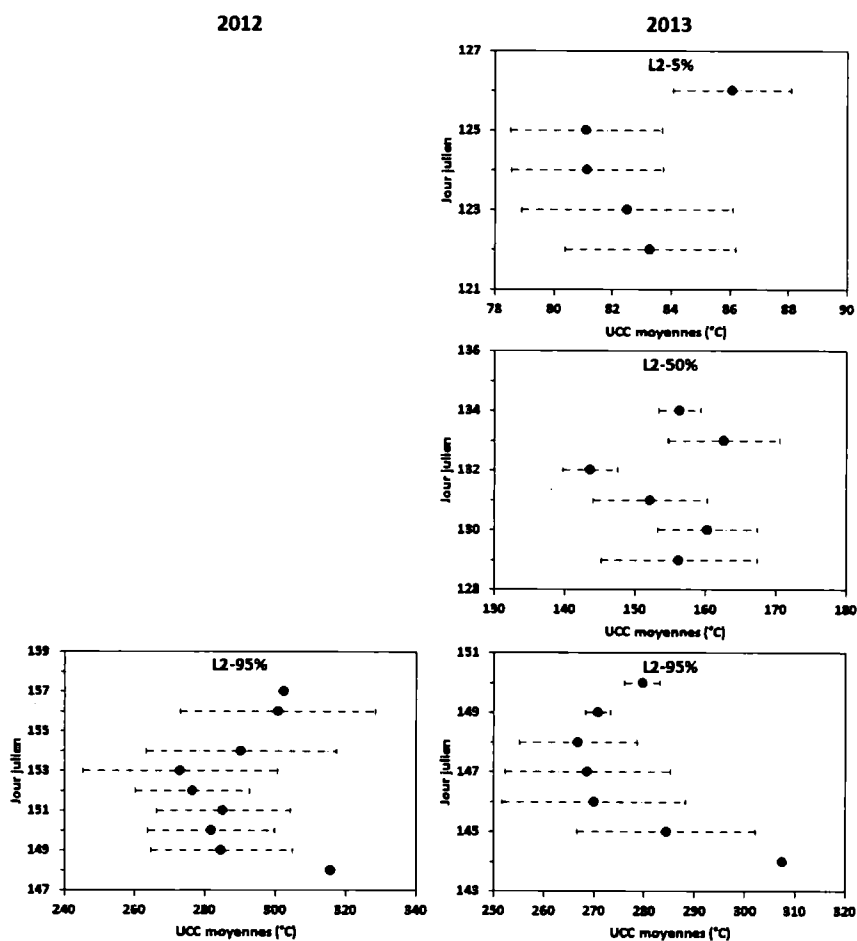 2012
2013
L2-5%
127
125
123
121
Jour julien
78 80 82 84 86 88 90
UCC moyennes (°C)
L2-50%
136
134
132
130
128
Jour julien
130 140 150 160 170 180
UCC moyennes (°C)
L2-95%
159
157
155
153
151
149
147
Jour julien
240 260 280 300 320 340
UCC moyennes (°C)
L2-95%
151
149
147
145
143
Jour julien
250 260 270 280 290 300 310 320
UCC moyennes (°C)